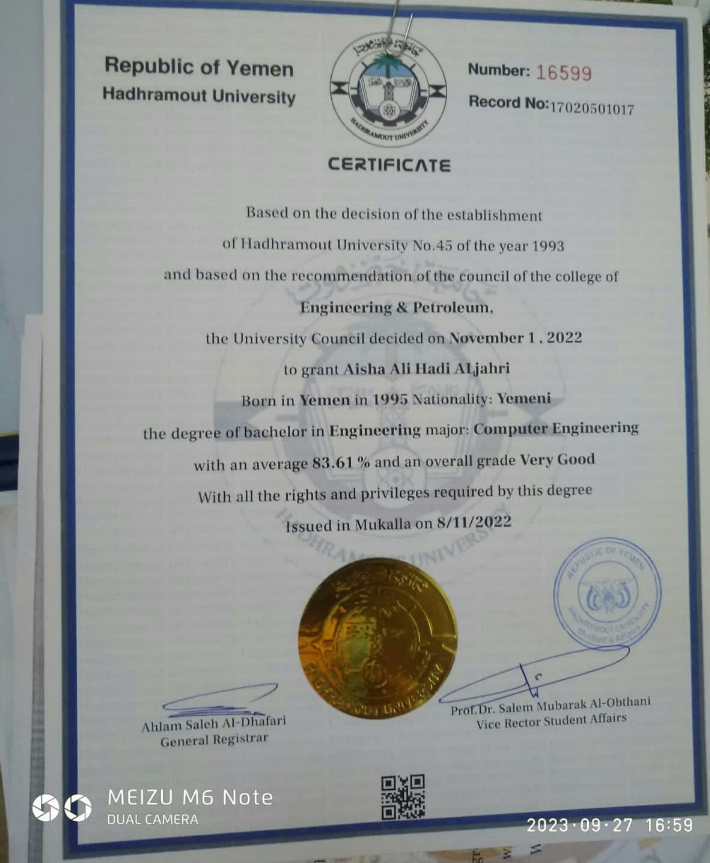 Republic of Yemen
Hadhramout University
HADHRAMOUT UNIVERSITY
Number: 16599
Record No:17020501017
CERTIFICATE
Based on the decision of the establishment
of Hadhramout University No.45 of the year 1993
and based on the recommendation of the council of the college of
Engineering & Petroleum,
the University Council decided on November 1 , 2022
to grant Aisha Ali Hadi ALjahri
Born in Yemen in 1995 Nationality: Yemeni
the degree of bachelor in Engineering major: Computer Engineering
with an average 83.61 % and an overall grade Very Good
With all the rights and privileges required by this degree
Issued in Mukalla on 8/11/2022
HADHRAMOUT UNIVERSITY
REPUBLIC OF YEMEN
HADHRAMOUT UNIVERSITY
Student's Affairs
Ahlam Saleh Al-Dhafari
General Registrar
Prof.Dr. Salem Mubarak Al-Obthani
Vice Rector Student Affairs
MEIZU M6 Note
DUAL CAMERA
2023·09·27 16:59